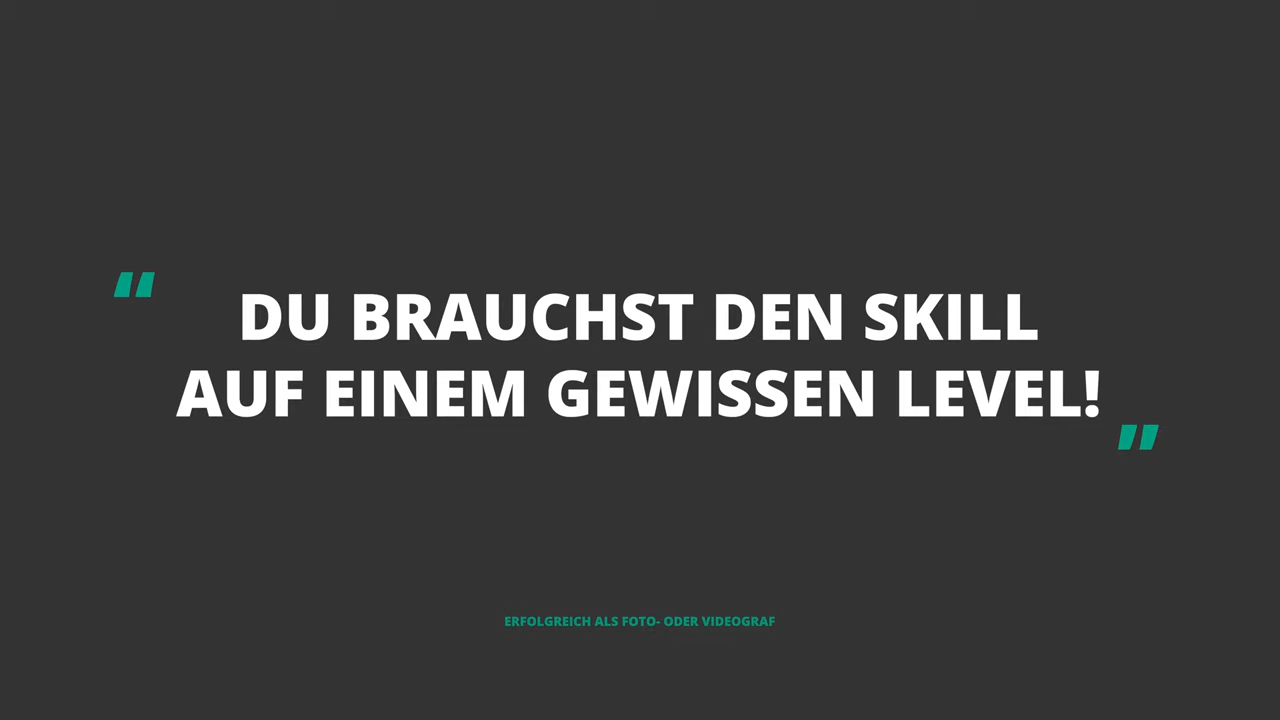 “
DU BRAUCHST DEN SKILL
AUF EINEM GEWISSEN LEVEL!
”
ERFOLGREICH ALS FOTO- ODER VIDEOGRAF